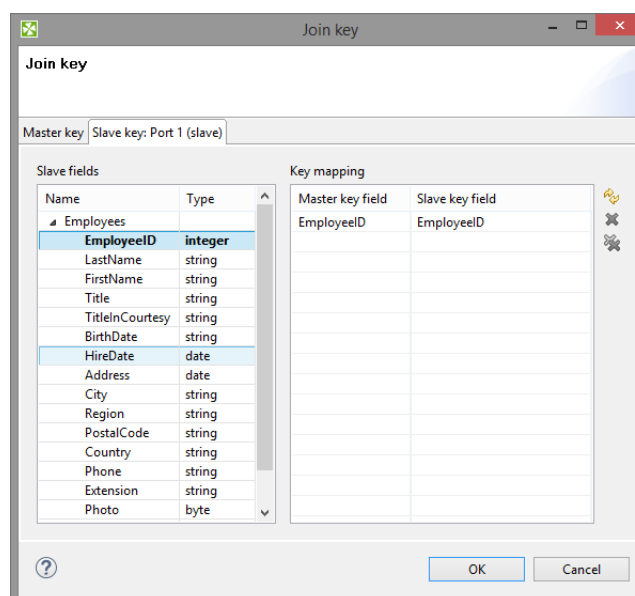 Join key
Join key
Master key Slave key: Port 1 (slave)
Slave fields
Name Type
Employees
EmployeeID integer
LastName string
FirstName string
Title string
TitleInCourtesy string
BirthDate string
HireDate date
Address date
City string
Region string
PostalCode string
Country string
Phone string
Extension string
Photo byte
Key mapping
Master key field Slave key field
EmployeeID EmployeeID
OK Cancel